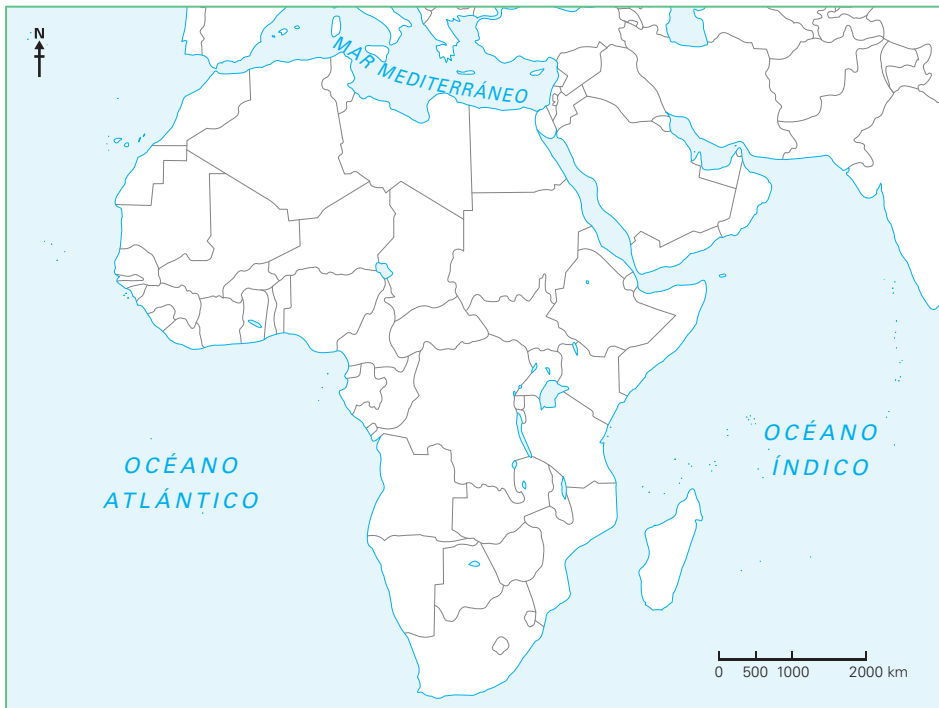 N
MAR MEDITERRÁNEO
OCÉANO
ATLÁNTICO
OCÉANO
ÍNDICO
0 500 1000 2000 km